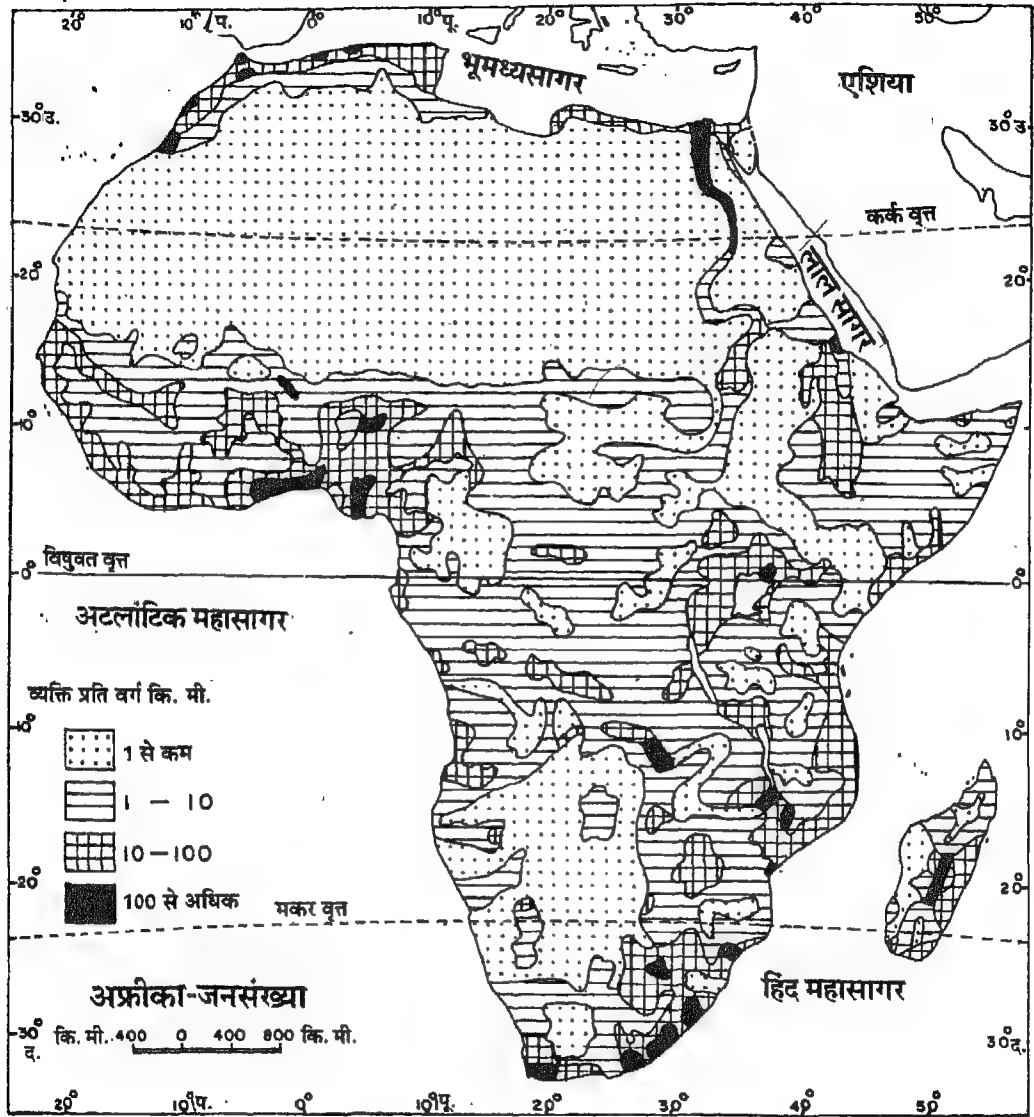 20° 10° प. 0° 10° पू. 20° 30° 40° 50°
भूमध्यसागर
एशिया
30° उ.
30° उ.
कर्क वृत्त
लाल सागर
20°
20°
10°
10°
विषुवत वृत्त
0°
0°
अटलांटिक महासागर
व्यक्ति प्रति वर्ग कि. मी.
1 से कम
1 — 10
10—100
100 से अधिक
10°
10°
20°
20°
मकर वृत्त
अफ्रीका-जनसंख्या
हिंद महासागर
कि. मी. 400 0 400 800 कि. मी.
30° द.
30° द.
20° 10° प. 0° 10° पू. 20° 30° 40° 50